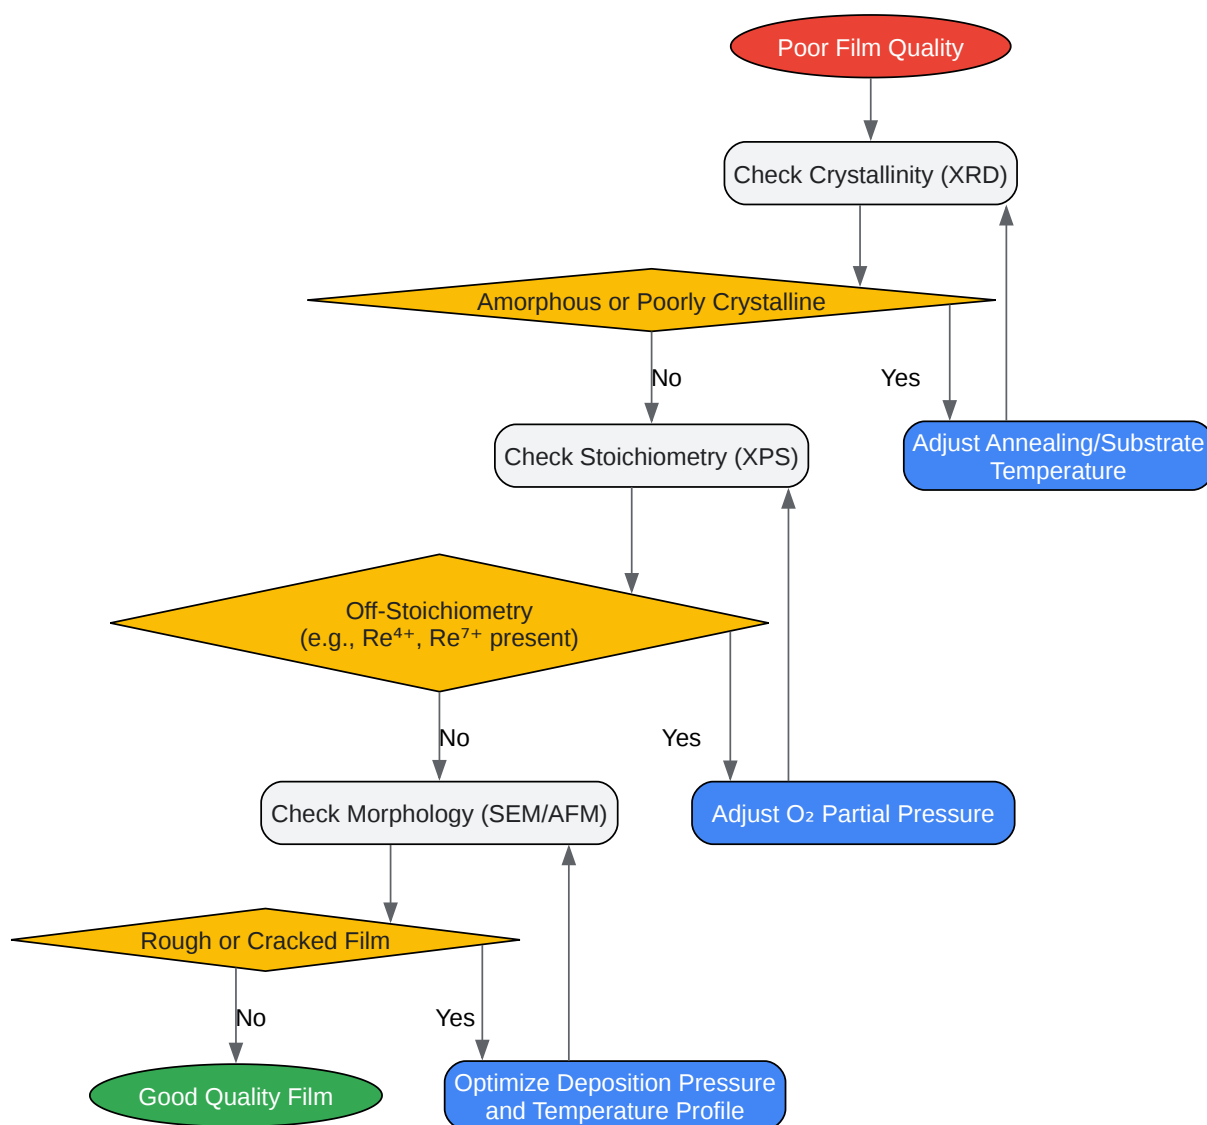 Poor Film Quality
Check Crystallinity (XRD)
Amorphous or Poorly Crystalline
No
Yes
Adjust Annealing/Substrate
Temperature
Check Stoichiometry (XPS)
Off-Stoichiometry
(e.g., Re⁴⁺, Re⁷⁺ present)
No
Yes
Check Morphology (SEM/AFM)
Adjust O₂ Partial Pressure
Rough or Cracked Film
No
Yes
Good Quality Film
Optimize Deposition Pressure
and Temperature Profile